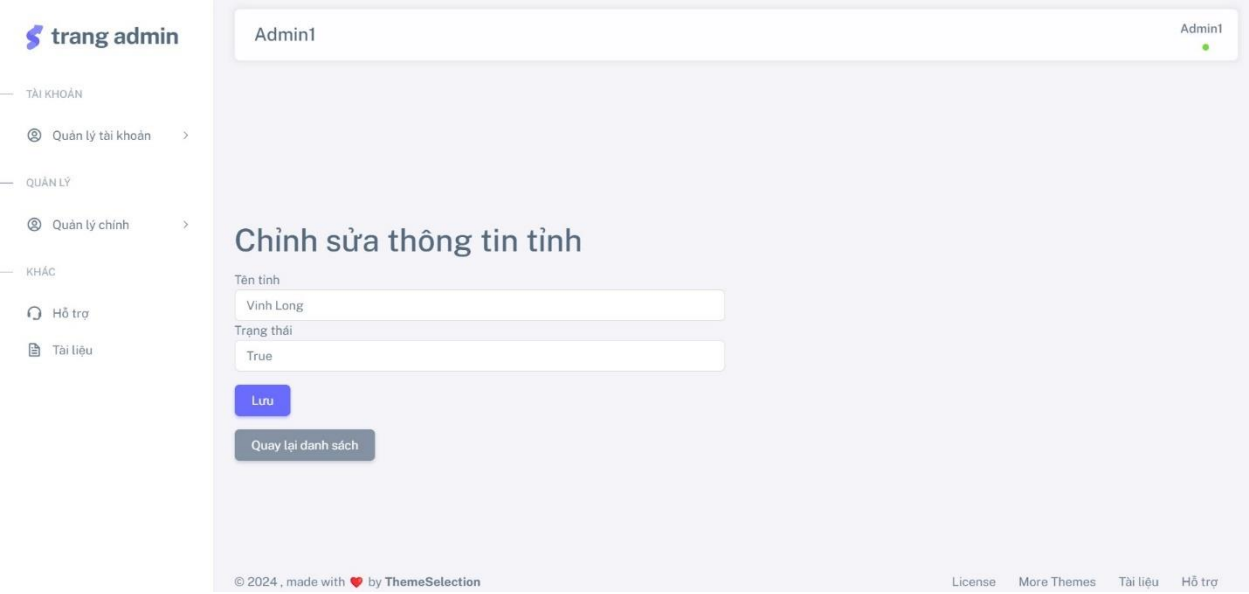 trang admin
TÀI KHOẢN
Quản lý tài khoản
QUẢN LÝ
Quản lý chính
KHÁC
Hỗ trợ
Tài liệu
Admin1
Admin1
Chỉnh sửa thông tin tỉnh
Tên tỉnh
Vĩnh Long
Trạng thái
True
Lưu
Quay lại danh sách
© 2024 , made with ❤️ by ThemeSelection
License More Themes Tài liệu Hỗ trợ